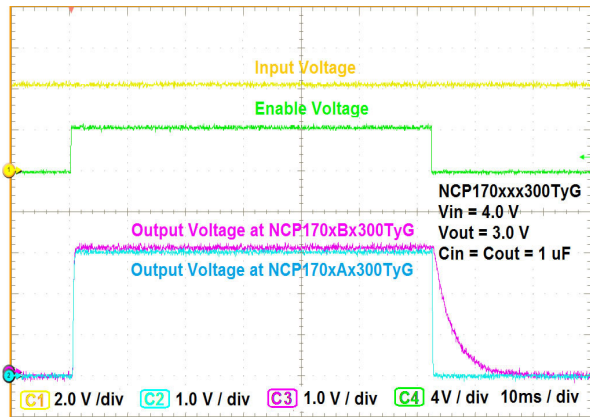 Input Voltage
Enable Voltage
1
NCP170xxx300TyG
Vin = 4.0 V
Output Voltage at NCP170xBx300TyG
Vout = 3.0 V
Output Voltage at NCP170xAx300TyG
Cin = Cout = 1 uF
2
C1 2.0 V /div C2 1.0 V / div C3 1.0 V / div C4 4V / div 10ms / div